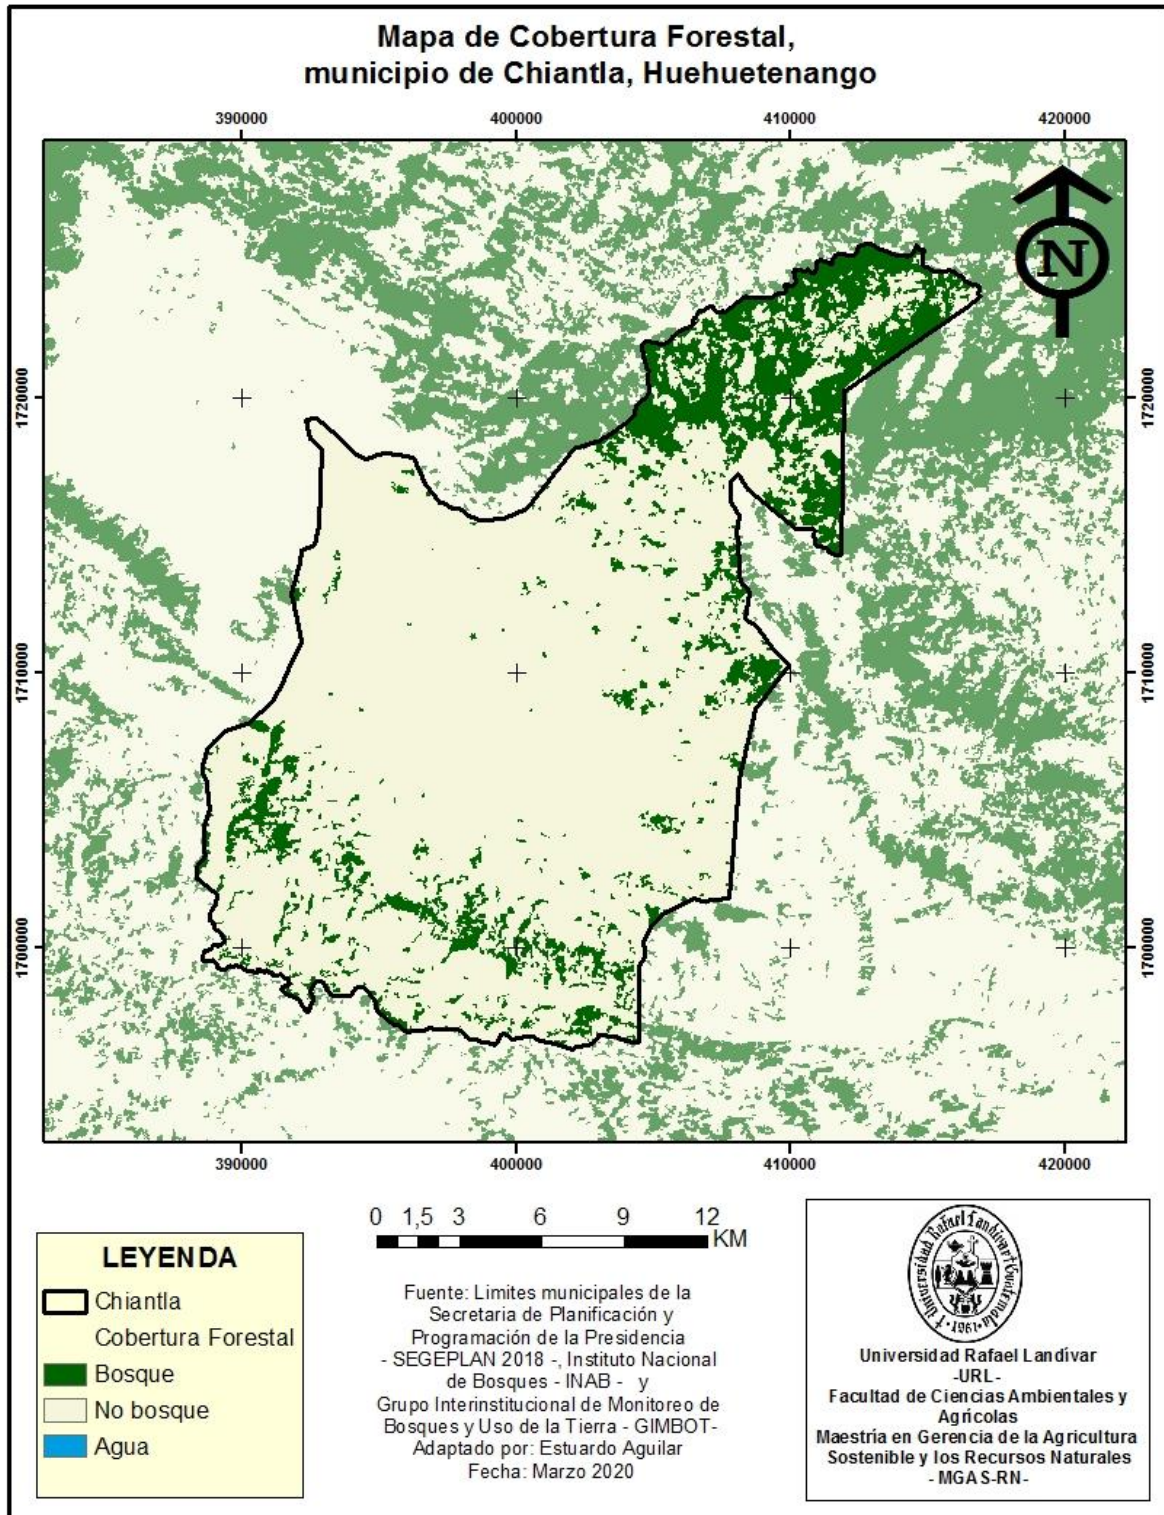 Mapa de Cobertura Forestal,
municipio de Chiantla, Huehuetenango
390000
400000
410000
420000
N
1720000
1720000
1710000
1710000
1700000
1700000
390000
400000
410000
420000
0 1,5 3 6 9 12
KM
LEYENDA
Chiantla
Cobertura Forestal
Bosque
No bosque
Agua
Fuente: Limites municipales de la
Secretaria de Planificación y
Programación de la Presidencia
- SEGEPLAN 2018 -, Instituto Nacional
de Bosques - INAB - y
Grupo Interinstitucional de Monitoreo de
Bosques y Uso de la Tierra - GIMBOT-
Adaptado por: Estuardo Aguilar
Fecha: Marzo 2020
Universidad Rafael Landívar Guatemala
·1961·
Universidad Rafael Landívar
-URL-
Facultad de Ciencias Ambientales y
Agrícolas
Maestría en Gerencia de la Agricultura
Sostenible y los Recursos Naturales
- MGAS-RN-